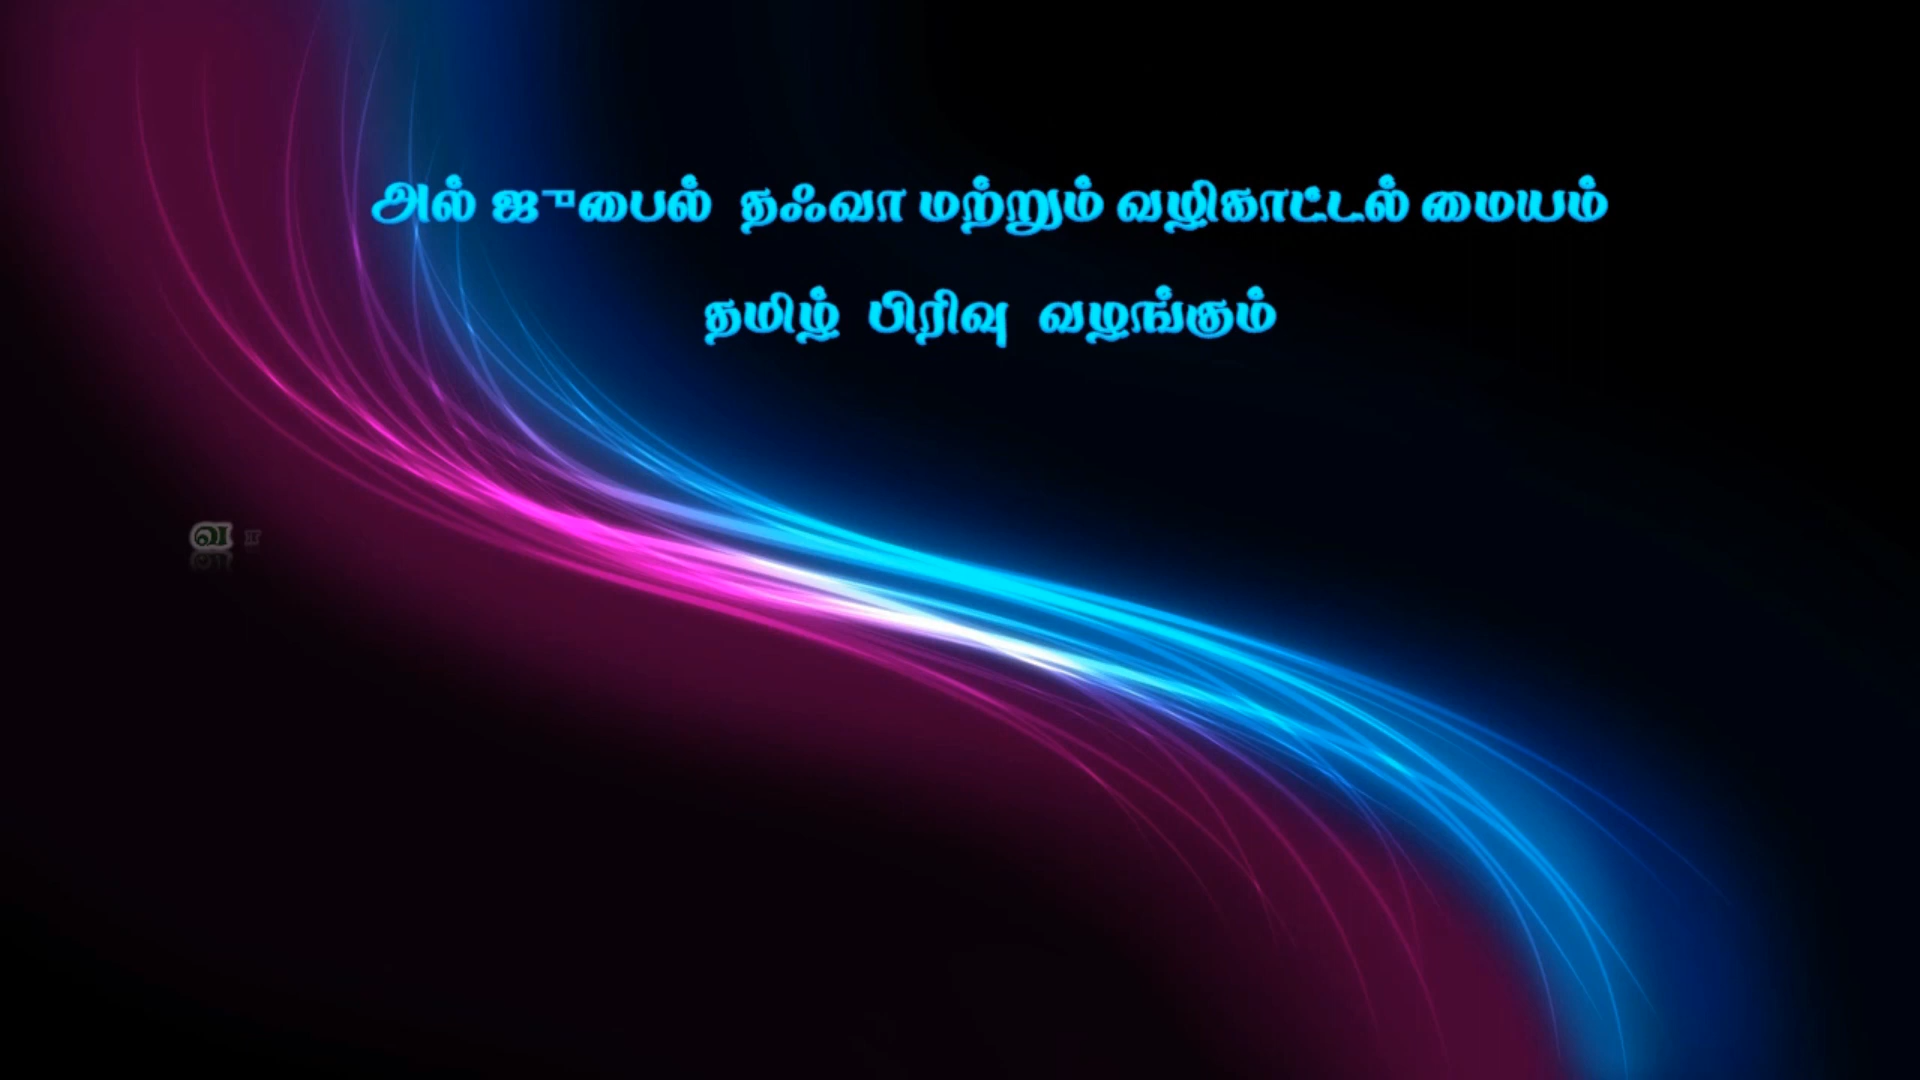 அல் ஜுபைல் தஃவா மற்றும் வழிகாட்டல் மையம்
தமிழ் பிரிவு வழங்கும்
வா